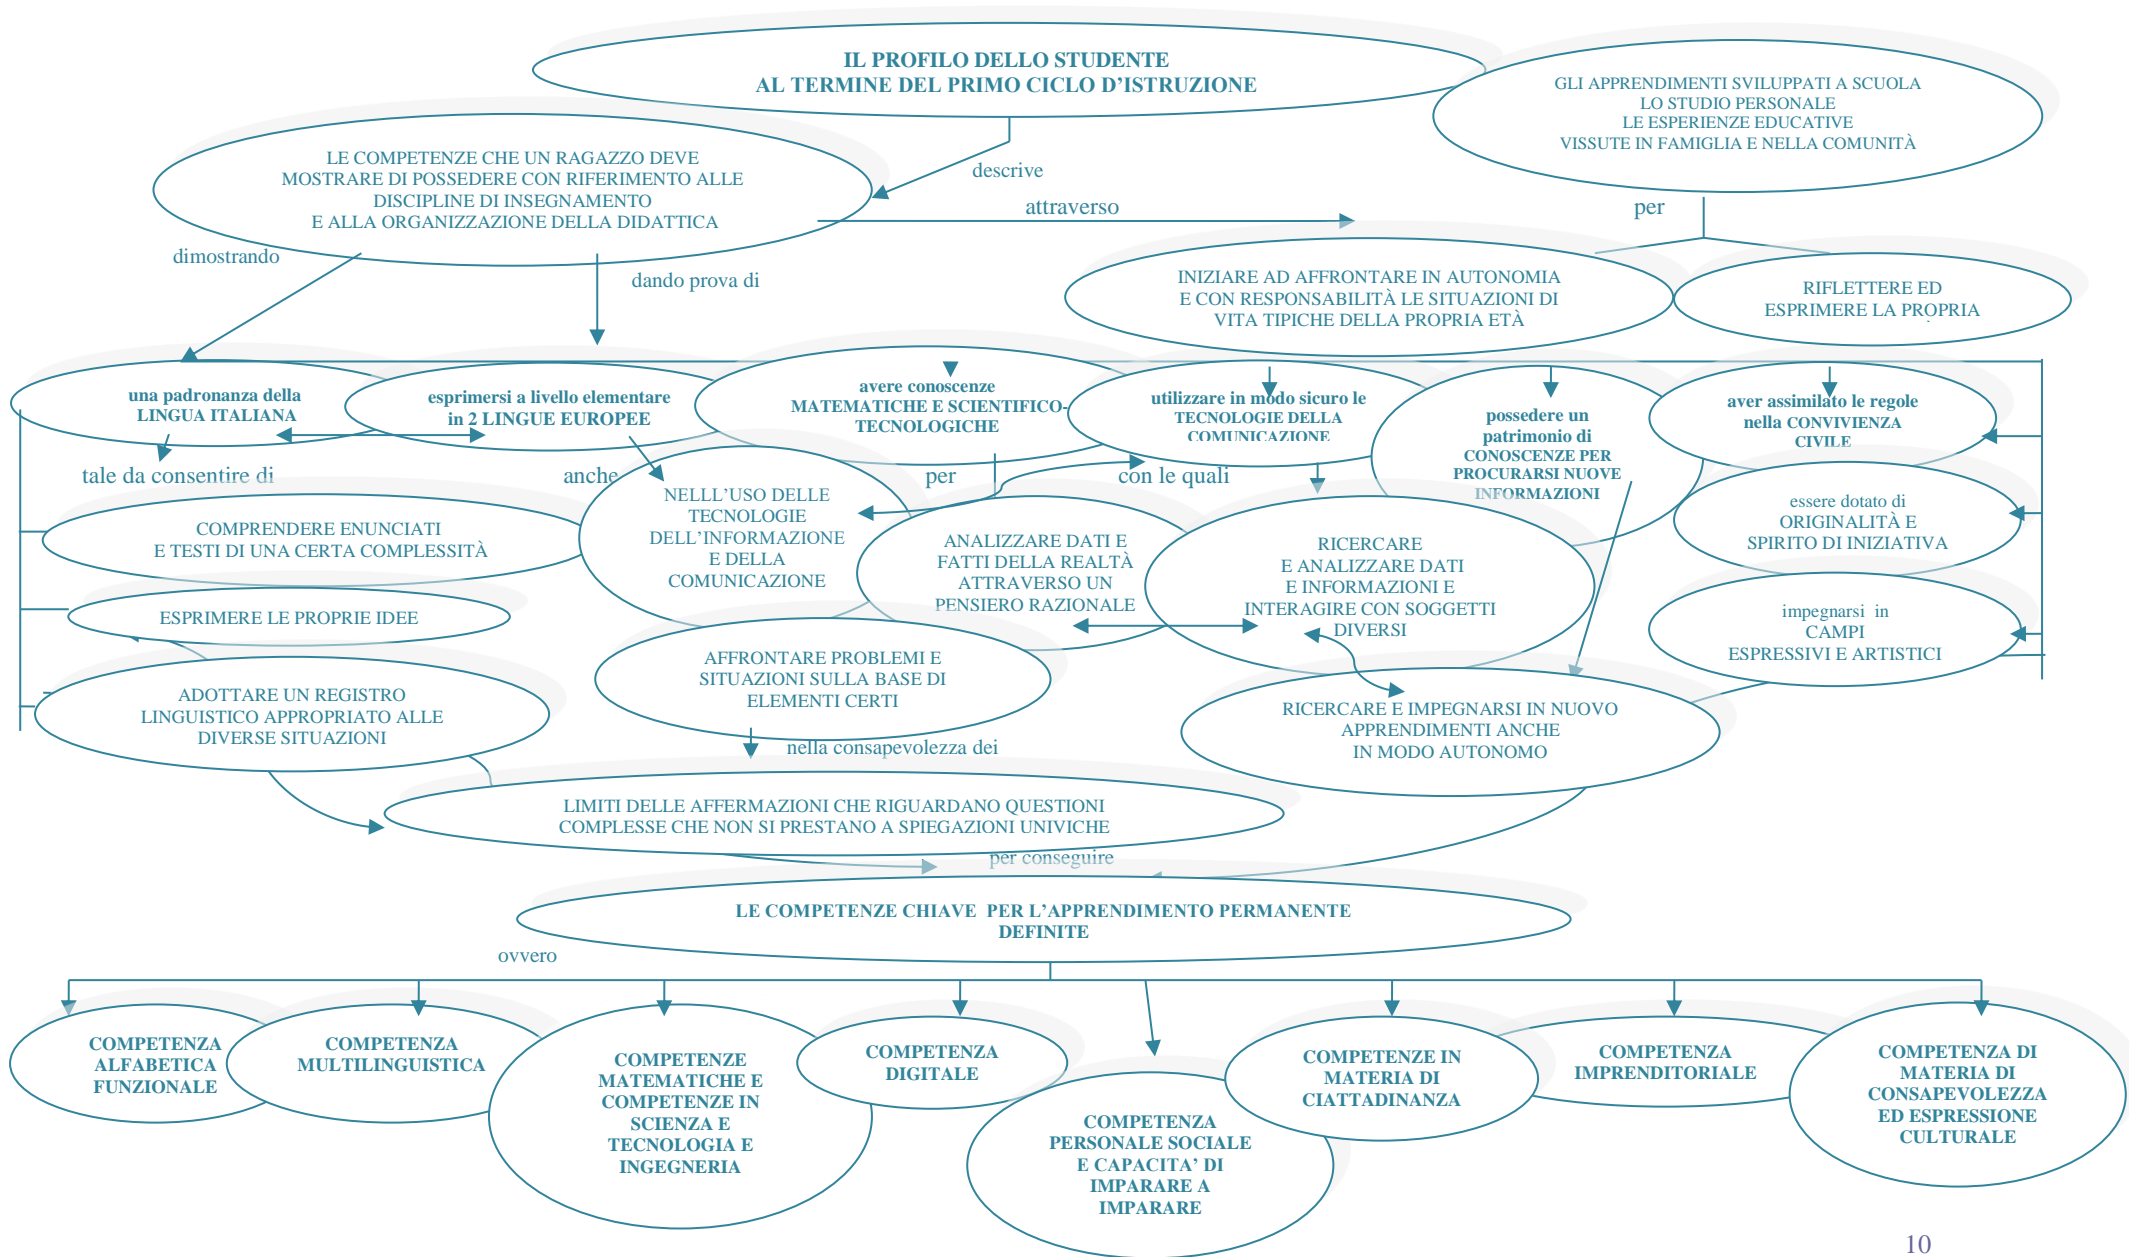 IL PROFILO DELLO STUDENTE
AL TERMINE DEL PRIMO CICLO D'ISTRUZIONE
GLI APPRENDIMENTI SVILUPPATI A SCUOLA
LO STUDIO PERSONALE
LE ESPERIENZE EDUCATIVE
VISSUTE IN FAMIGLIA E NELLA COMUNITÀ
LE COMPETENZE CHE UN RAGAZZO DEVE
MOSTRARE DI POSSEDERE CON RIFERIMENTO ALLE
DISCIPLINE DI INSEGNAMENTO
E ALLA ORGANIZZAZIONE DELLA DIDATTICA
descrive
attraverso
per
dimostrando
dando prova di
INIZIARE AD AFFRONTARE IN AUTONOMIA
E CON RESPONSABILITÀ LE SITUAZIONI DI
VITA TIPICHE DELLA PROPRIA ETÀ
RIFLETTERE ED
ESPRIMERE LA PROPRIA
una padronanza della
LINGUA ITALIANA
esprimersi a livello elementare
in 2 LINGUE EUROPEE
avere conoscenze
MATEMATICHE E SCIENTIFICO-
TECNOLOGICHE
utilizzare in modo sicuro le
TECNOLOGIE DELLA
COMUNICAZIONE
possedere un
patrimonio di
CONOSCENZE PER
PROCURARSI NUOVE
INFORMAZIONI
aver assimilato le regole
nella CONVIVIENZA
CIVILE
tale da consentire di
anche
per
con le quali
COMPRENDERE ENUNCIATI
E TESTI DI UNA CERTA COMPLESSITÀ
NELLL'USO DELLE
TECNOLOGIE
DELL'INFORMAZIONE
E DELLA
COMUNICAZIONE
ANALIZZARE DATI E
FATTI DELLA REALTÀ
ATTRAVERSO UN
PENSIERO RAZIONALE
RICERCARE
E ANALIZZARE DATI
E INFORMAZIONI E
INTERAGIRE CON SOGGETTI
DIVERSI
essere dotato di
ORIGINALITÀ E
SPIRITO DI INIZIATIVA
ESPRIMERE LE PROPRIE IDEE
impegnarsi in
CAMPI
ESPRESSIVI E ARTISTICI
ADOTTARE UN REGISTRO
LINGUISTICO APPROPRIATO ALLE
DIVERSE SITUAZIONI
AFFRONTARE PROBLEMI E
SITUAZIONI SULLA BASE DI
ELEMENTI CERTI
RICERCARE E IMPEGNARSI IN NUOVO
APPRENDIMENTI ANCHE
IN MODO AUTONOMO
nella consapevolezza dei
LIMITI DELLE AFFERMAZIONI CHE RIGUARDANO QUESTIONI
COMPLESSE CHE NON SI PRESTANO A SPIEGAZIONI UNIVICHE
per conseguire
LE COMPETENZE CHIAVE PER L'APPRENDIMENTO PERMANENTE
DEFINITE
ovvero
COMPETENZA
ALFABETICA
FUNZIONALE
COMPETENZA
MULTILINGUISTICA
COMPETENZE
MATEMATICHE E
COMPETENZE IN
SCIENZA E
TECNOLOGIA E
INGEGNERIA
COMPETENZA
DIGITALE
COMPETENZA
PERSONALE SOCIALE
E CAPACITA' DI
IMPARARE A
IMPARARE
COMPETENZE IN
MATERIA DI
CIATTADINANZA
COMPETENZA
IMPRENDITORIALE
COMPETENZA DI
MATERIA DI
CONSAPEVOLEZZA
ED ESPRESSIONE
CULTURALE
10